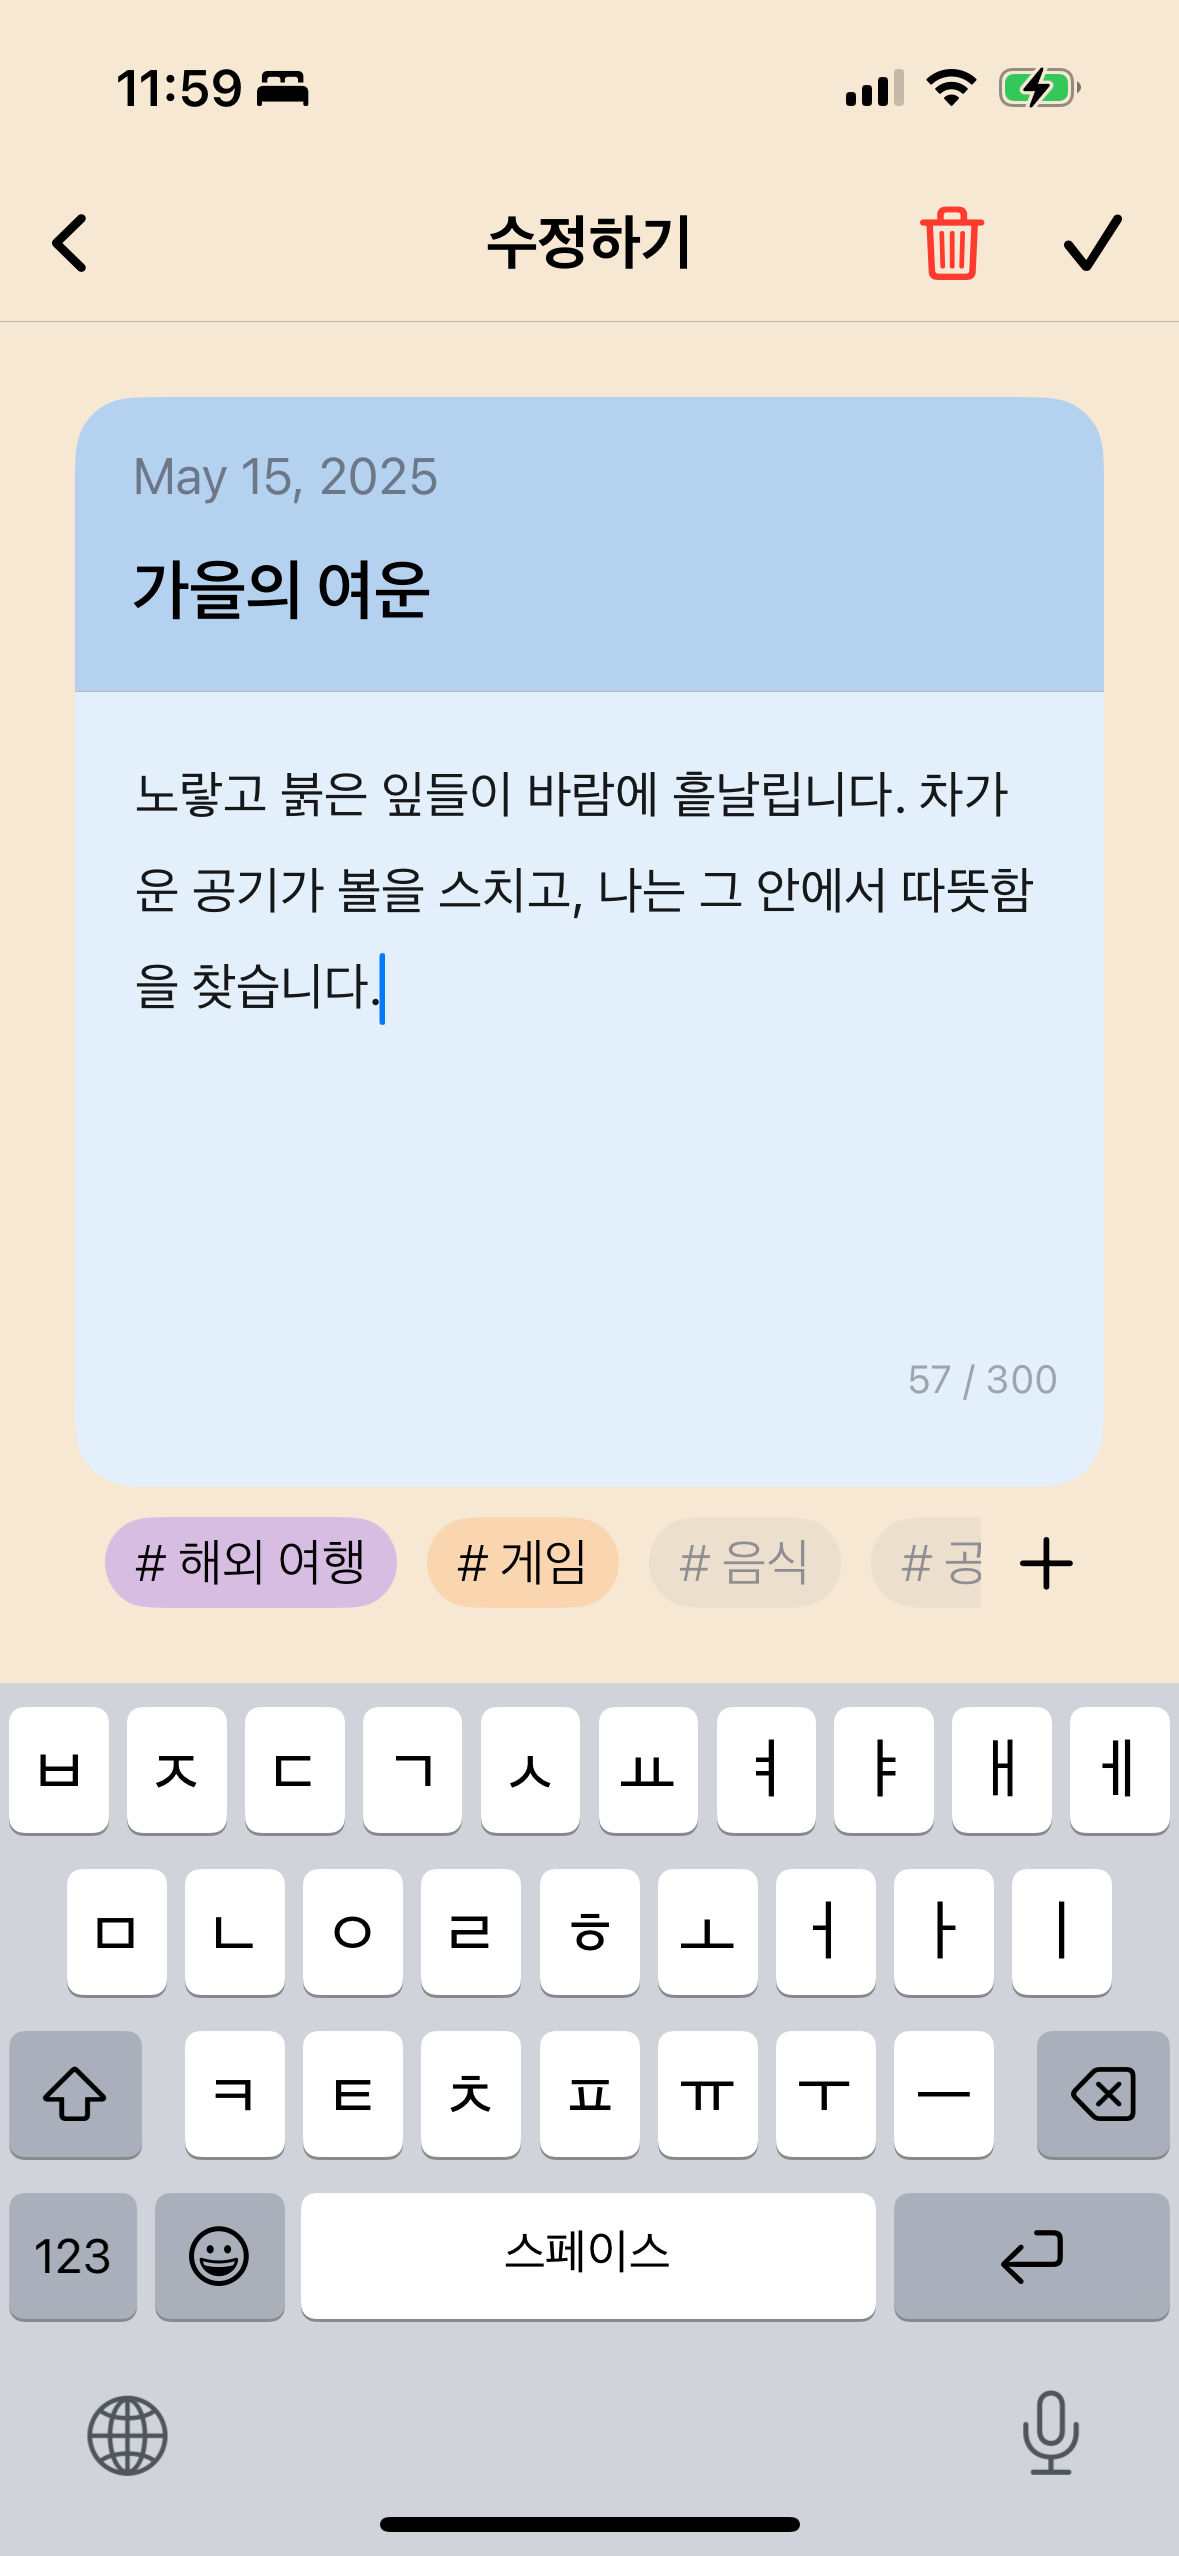 11:59
수정하기
May 15, 2025
가을의 여운
노랗고 붉은 잎들이 바람에 흩날립니다. 차가
운 공기가 볼을 스치고, 나는 그 안에서 따뜻함
을 찾습니다.
57 / 300
# 해외 여행 # 게임 # 음식 # 공
ㅂ ㅈ ㄷ ㄱ ㅅ ㅛ ㅕ ㅑ ㅐ ㅔ
ㅁ ㄴ ㅇ ㄹ ㅎ ㅗ ㅓ ㅏ ㅣ
ㅋ ㅌ ㅊ ㅍ ㅠ ㅜ ㅡ
123 스페이스